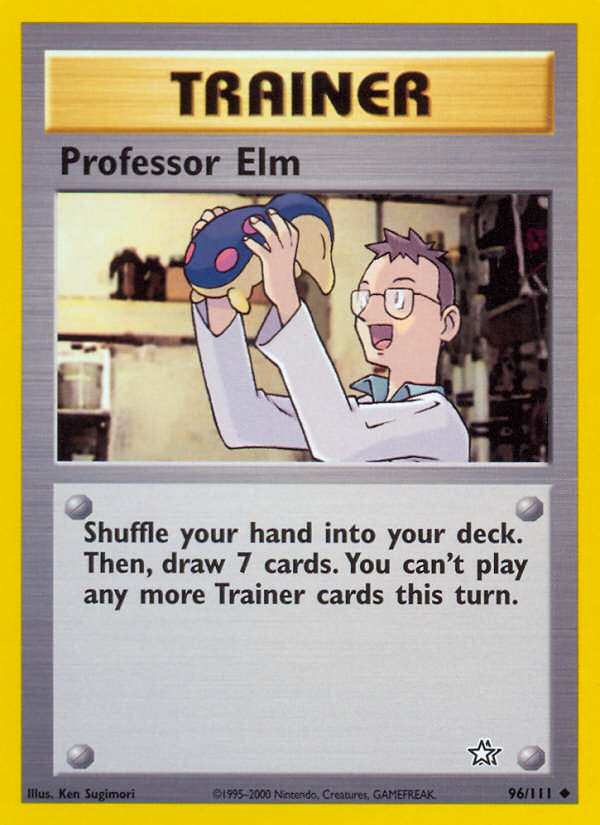 TRAINER
Professor Elm
Shuffle your hand into your deck.
Then, draw 7 cards. You can't play
any more Trainer cards this turn.
Illus. Ken Sugimori
©1995–2000 Nintendo, Creatures, GAMEFREAK.
96/111